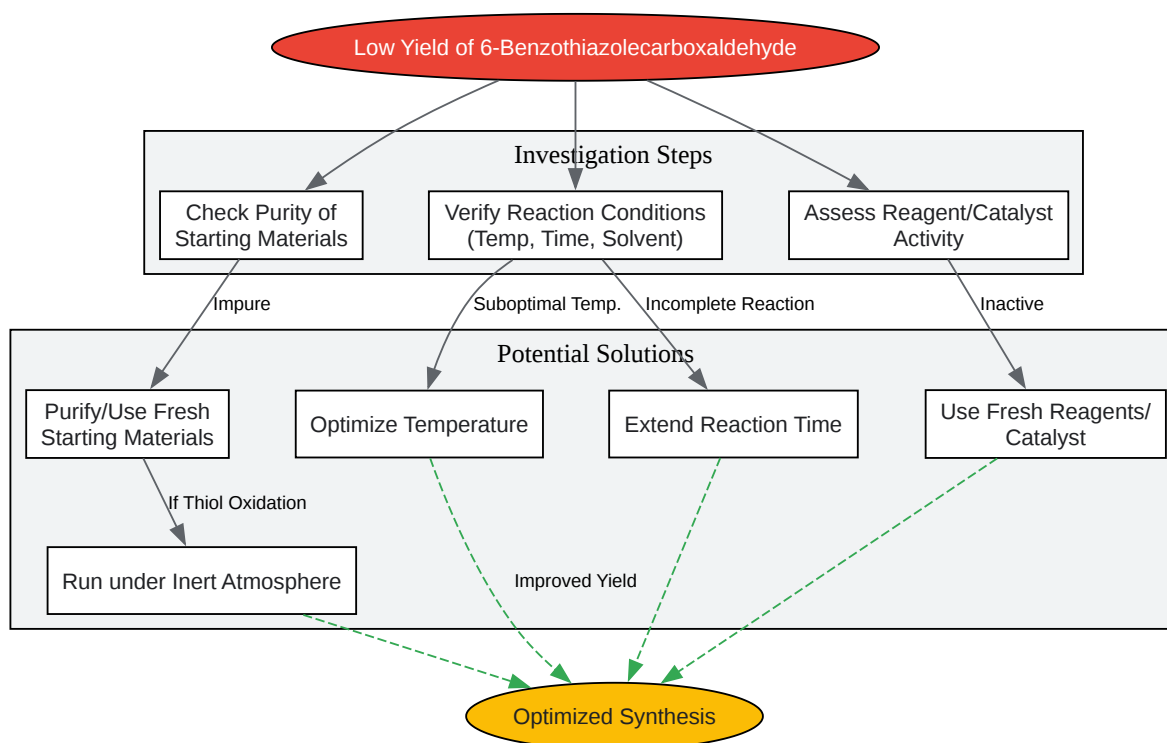 Low Yield of 6-Benzothiazolecarboxaldehyde
Investigation Steps
Check Purity of
Starting Materials
Verify Reaction Conditions
(Temp, Time, Solvent)
Assess Reagent/Catalyst
Activity
Impure
Suboptimal Temp.
Incomplete Reaction
Inactive
Potential Solutions
Purify/Use Fresh
Starting Materials
Optimize Temperature
Extend Reaction Time
Use Fresh Reagents/
Catalyst
If Thiol Oxidation
Run under Inert Atmosphere
Improved Yield
Optimized Synthesis